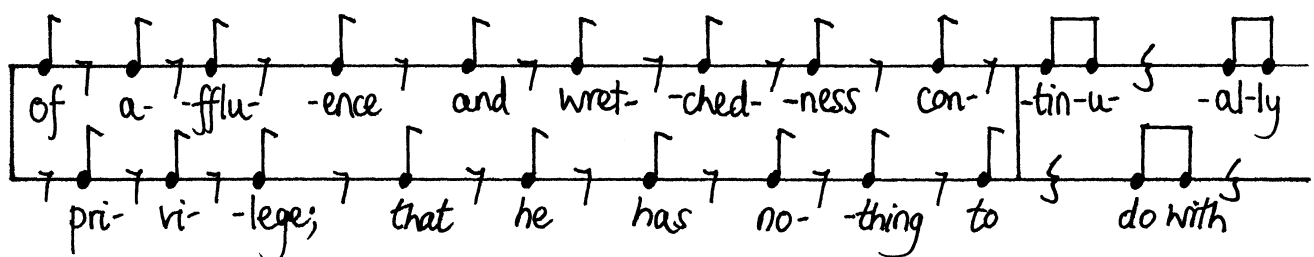 of a- -fflu- -ence and wret- -ched- -ness con- -tin-u- -al-ly
pri- vi- -lege; that he has no- -thing to do with